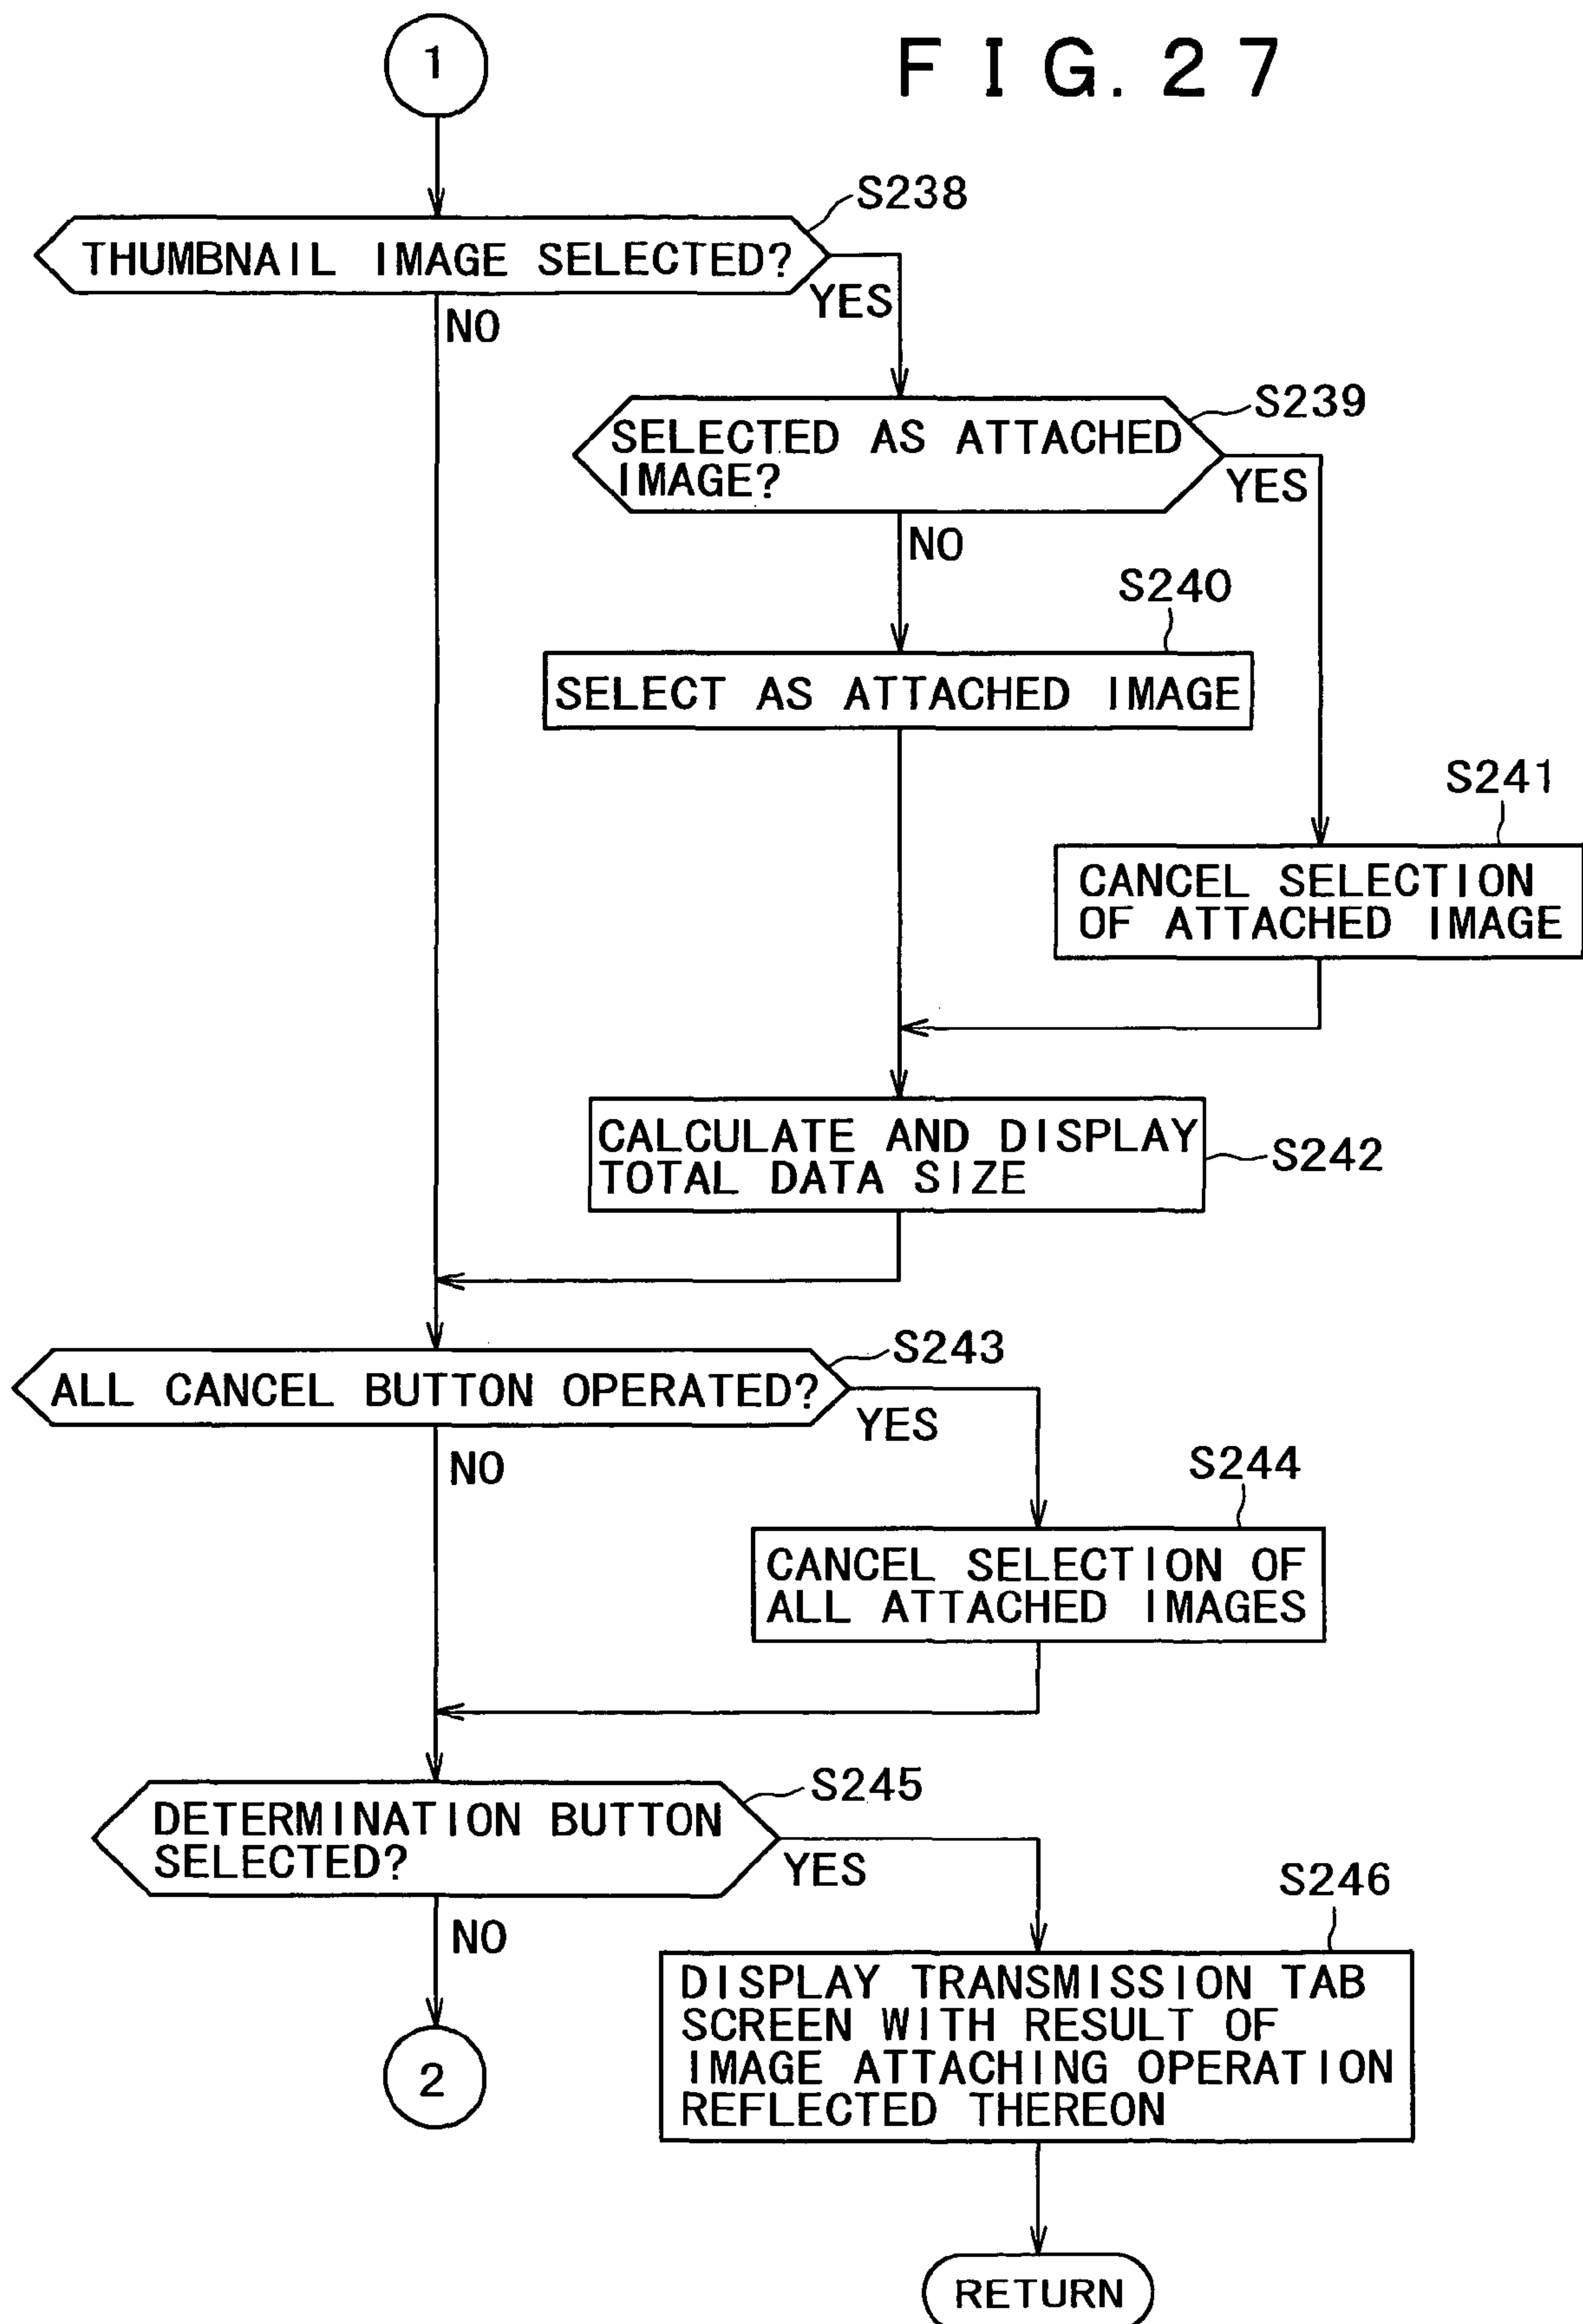 1
FIG. 27
S238
THUMBNAIL IMAGE SELECTED?
YES
NO
S239
SELECTED AS ATTACHED
IMAGE?
YES
NO
S240
SELECT AS ATTACHED IMAGE
S241
CANCEL SELECTION
OF ATTACHED IMAGE
CALCULATE AND DISPLAY
TOTAL DATA SIZE
S242
S243
ALL CANCEL BUTTON OPERATED?
YES
NO
S244
CANCEL SELECTION OF
ALL ATTACHED IMAGES
S245
DETERMINATION BUTTON
SELECTED?
YES
NO
S246
DISPLAY TRANSMISSION TAB
SCREEN WITH RESULT OF
IMAGE ATTACHING OPERATION
REFLECTED THEREON
2
RETURN